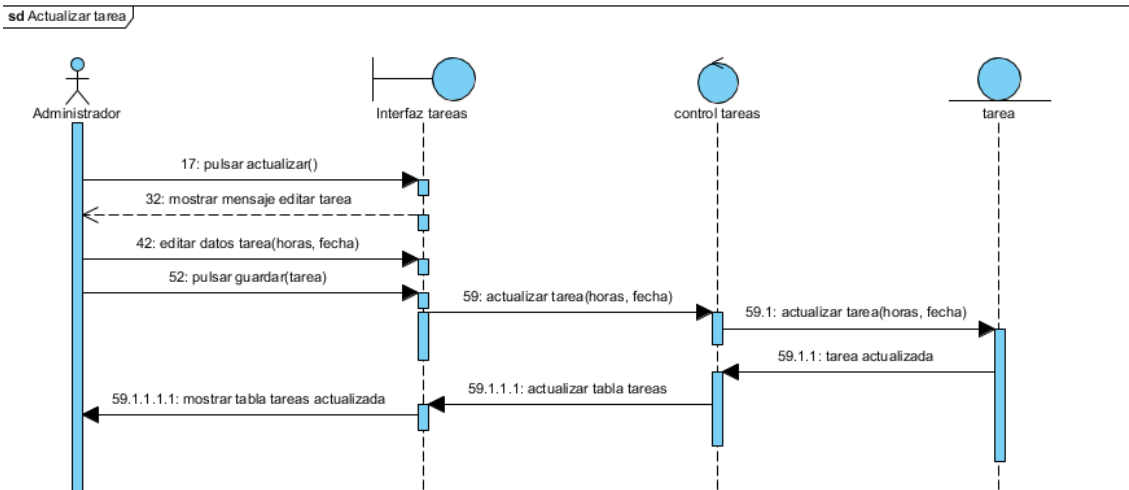 sd Actualizar tarea
Administrador
Interfaz tareas
control tareas
tarea
17: pulsar actualizar()
32: mostrar mensaje editar tarea
42: editar datos tarea(horas, fecha)
52: pulsar guardar(tarea)
59: actualizar tarea(horas, fecha)
59.1: actualizar tarea(horas, fecha)
59.1.1: tarea actualizada
59.1.1.1: actualizar tabla tareas
59.1.1.1.1: mostrar tabla tareas actualizada